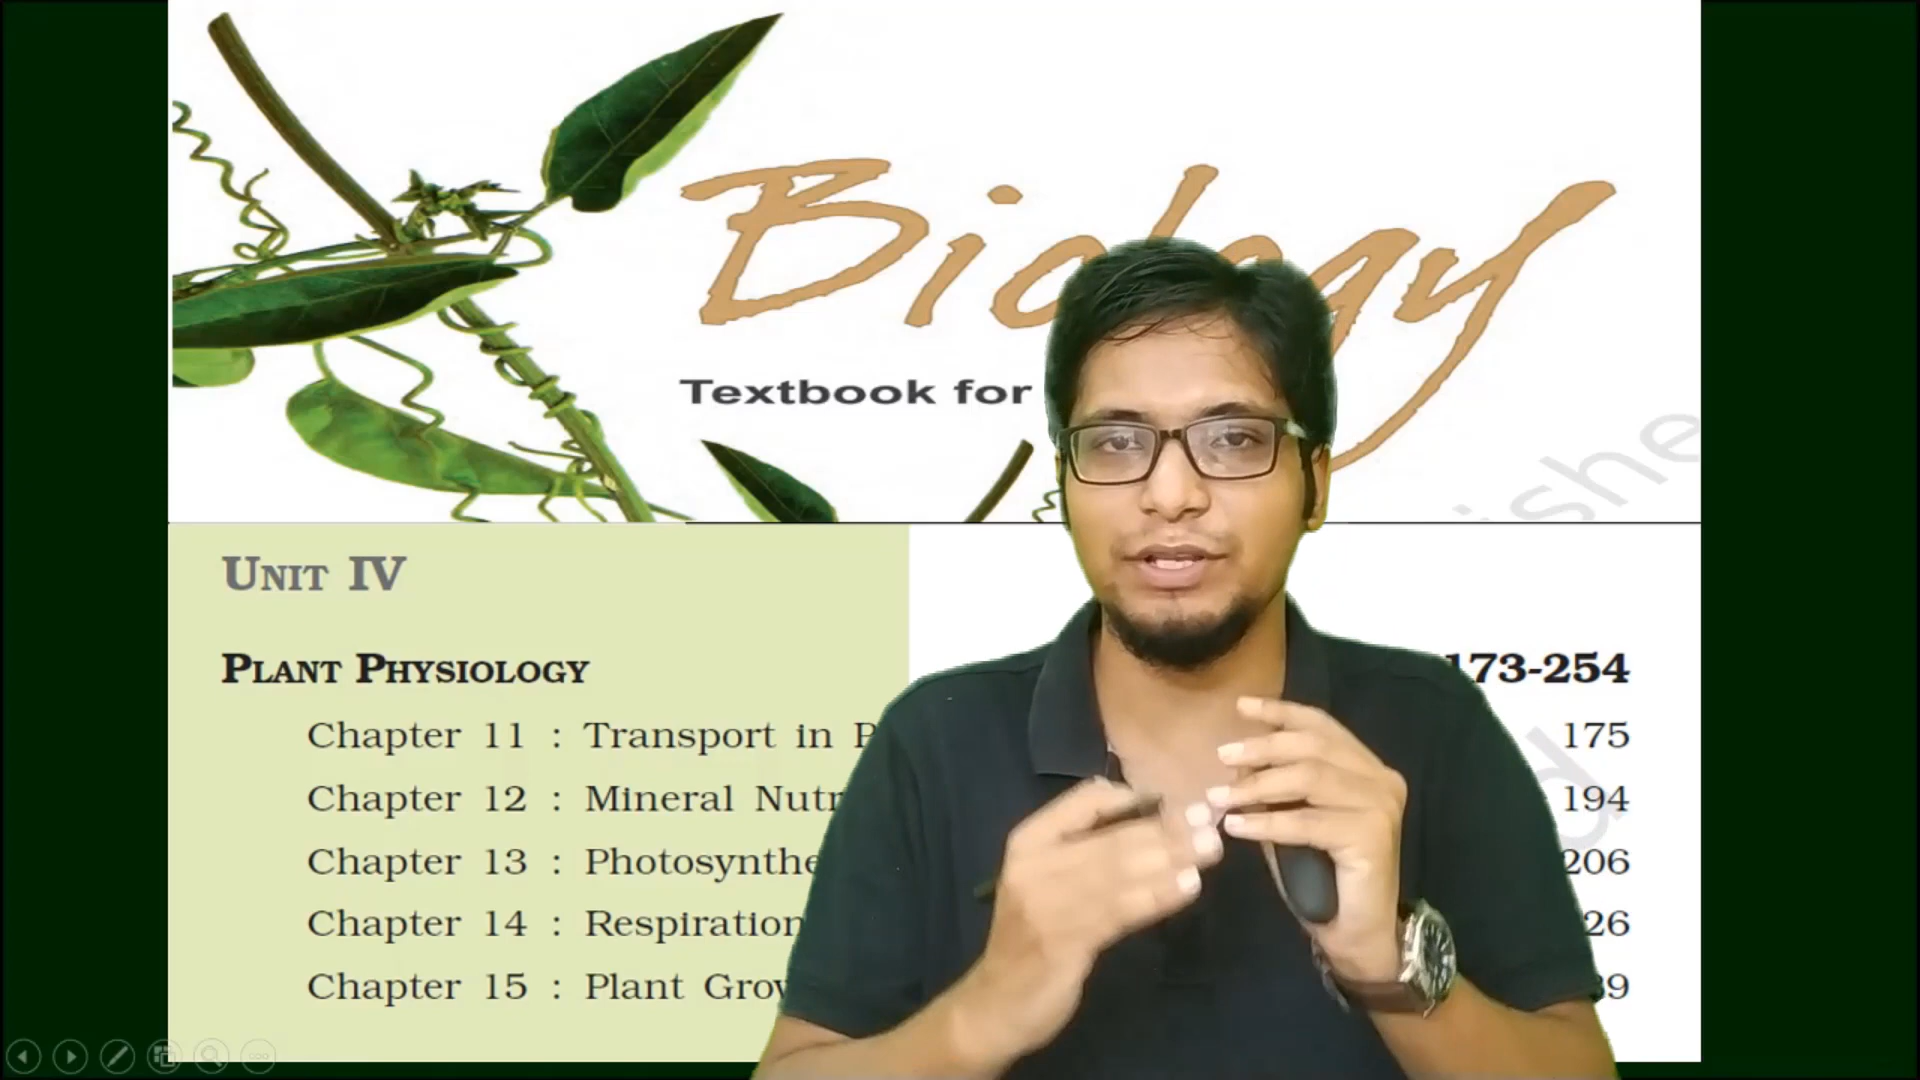 Biology
Textbook for
UNIT IV
PLANT PHYSIOLOGY 173-254
Chapter 11 : Transport in 175
Chapter 12 : Mineral 194
Chapter 13 : 206
Chapter 14 : Respiration
Chapter 15 : Plant